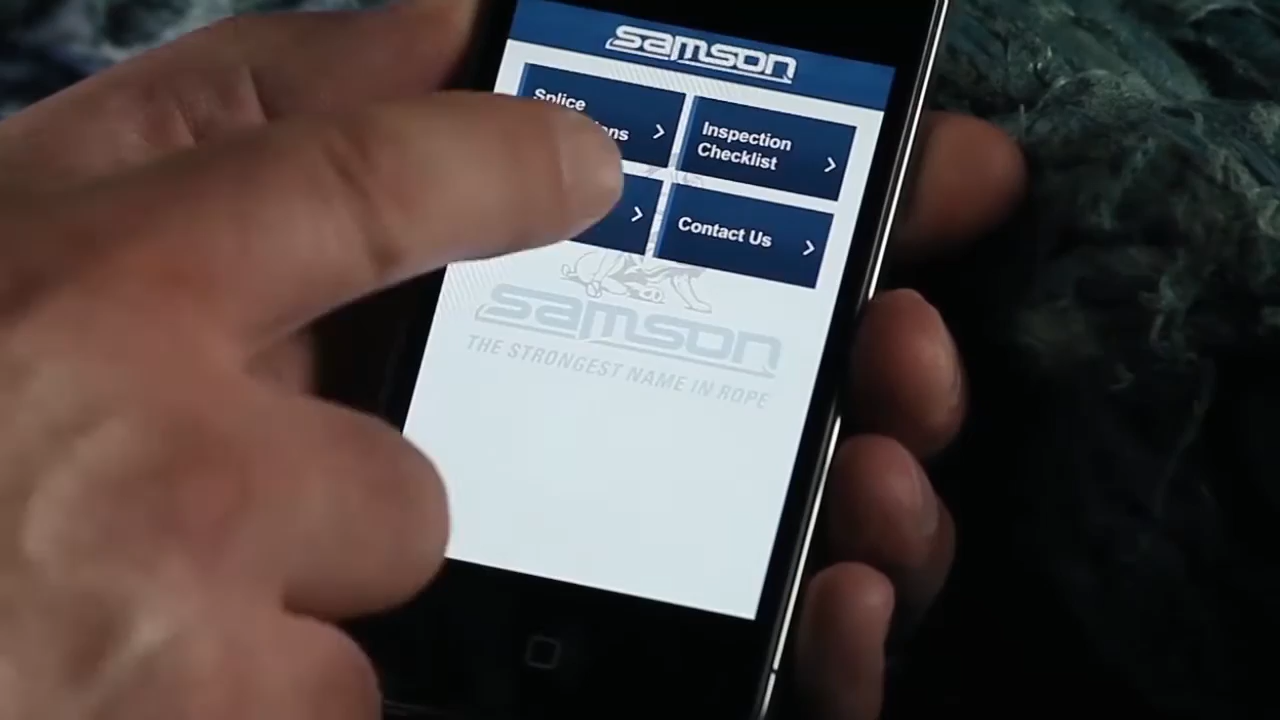 samson
Splice
Inspection
Checklist
Contact Us
samson
THE STRONGEST NAME IN ROPE